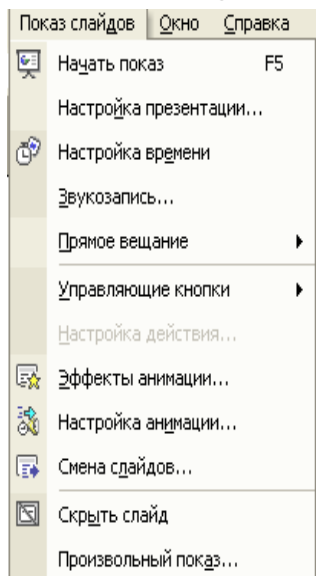 Показ слайдов Окно Справка
Начать показ F5
Настройка презентации...
Настройка времени
Звукозапись...
Прямое вещание
Управляющие кнопки
Настройка действия...
Эффекты анимации...
Настройка анимации...
Смена слайдов...
Скрыть слайд
Произвольный показ...